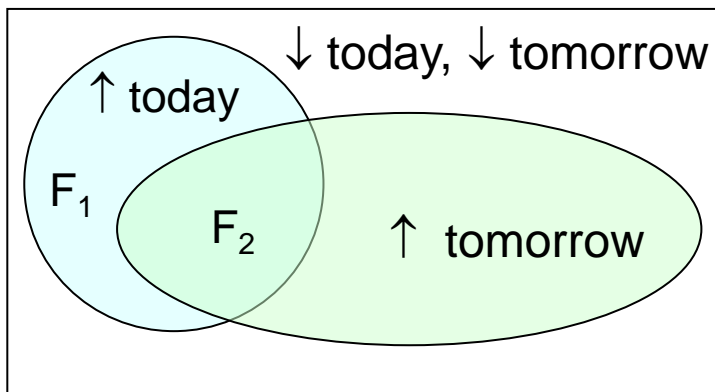 ↓ today, ↓ tomorrow
↑ today
F₁
F₂
↑ tomorrow